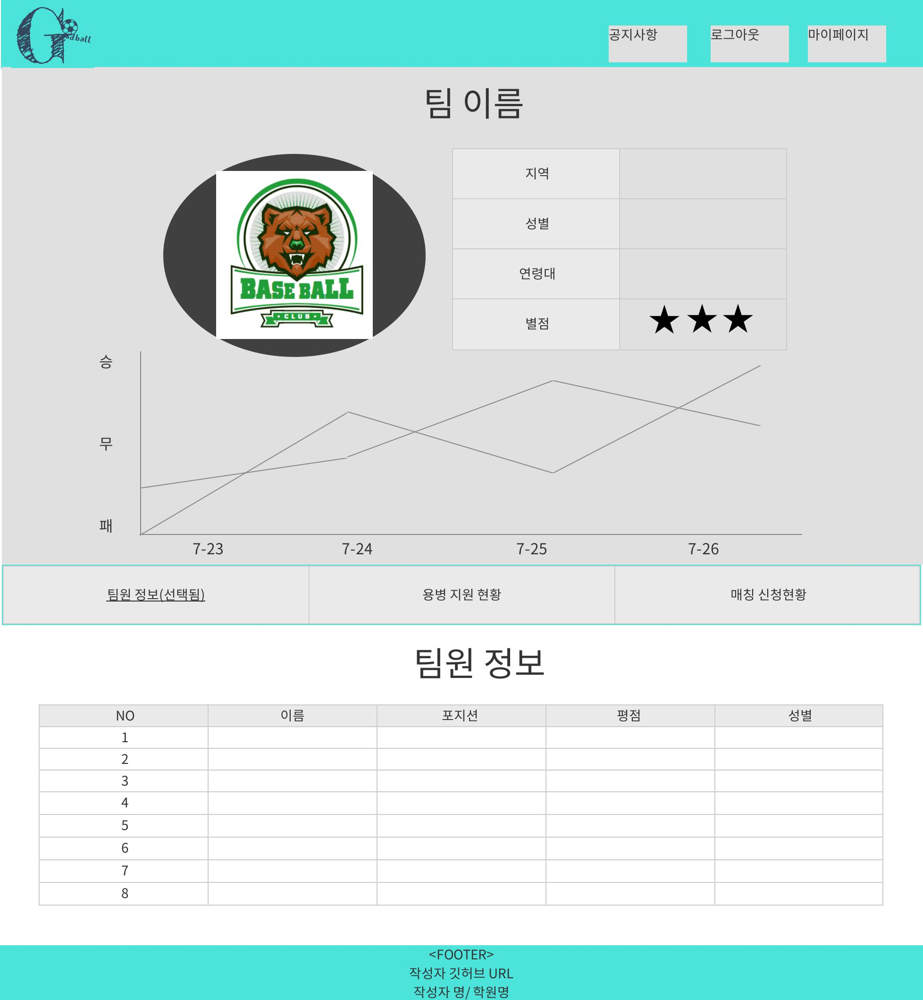 G
odball
공지사항
로그아웃
마이페이지
팀 이름
BASEBALL
CLUB
지역
성별
연령대
별점 ★ ★ ★
승
무
패
7-23 7-24 7-25 7-26
팀원 정보(선택됨)
용병 지원 현황
매칭 신청현황
팀원 정보
NO 이름 포지션 평점 성별
1
2
3
4
5
6
7
8
<FOOTER>
작성자 깃허브 URL
작성자 명/ 학원명